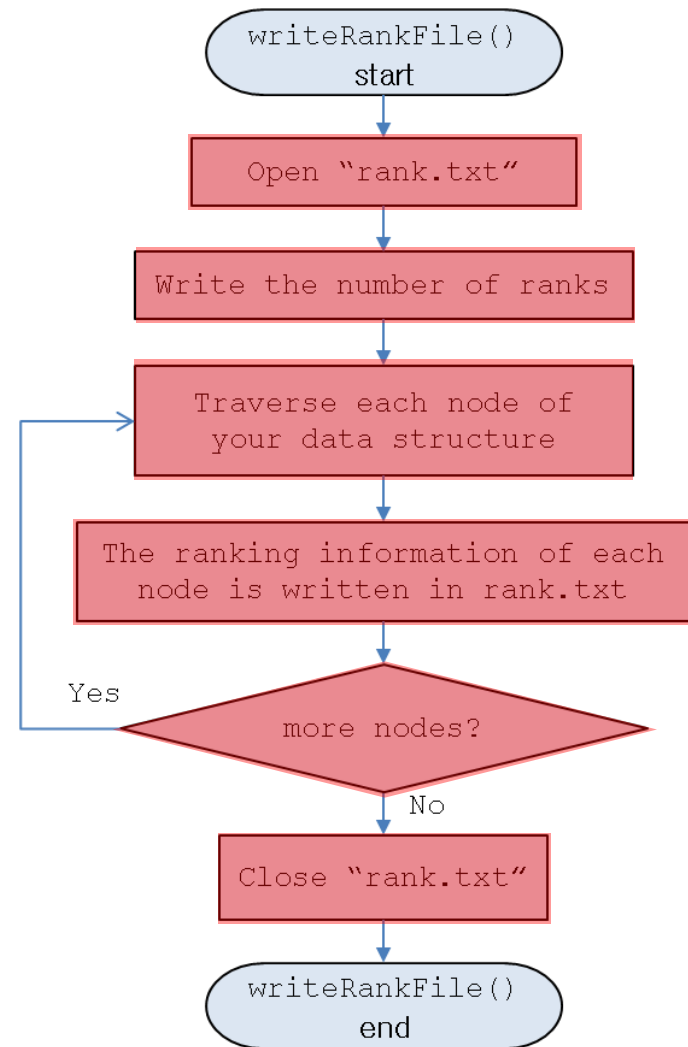 writeRankFile()
start
Open “rank.txt”
Write the number of ranks
Traverse each node of
your data structure
The ranking information of each
node is written in rank.txt
Yes
more nodes?
No
Close “rank.txt”
writeRankFile()
end